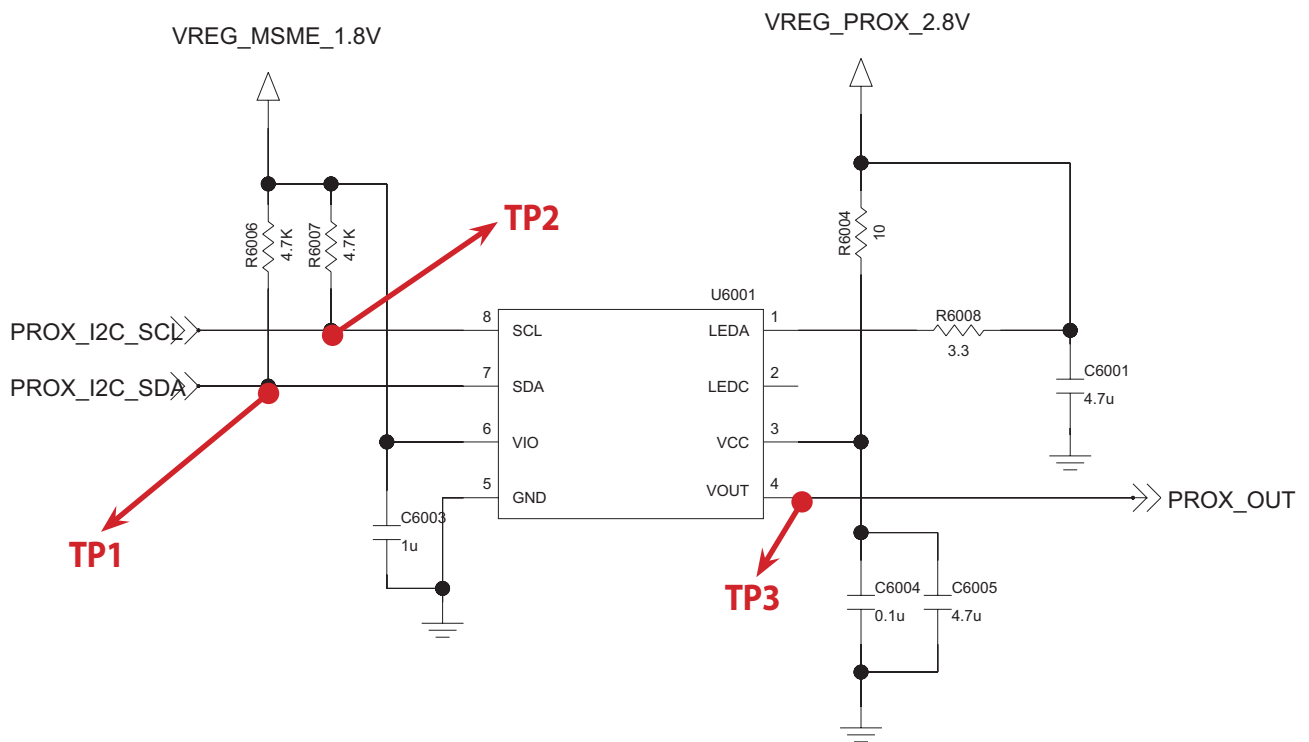 VREG_MSME_1.8V
VREG_PROX_2.8V
R6006
4.7K
R6007
4.7K
TP2
R6004
10
U6001
PROX_I2C_SCL
8
SCL
LEDA
1
R6008
3.3
PROX_I2C_SDA
7
SDA
LEDC
2
C6001
4.7u
6
VIO
VCC
3
5
GND
VOUT
4
PROX_OUT
C6003
1u
TP1
TP3
C6004
0.1u
C6005
4.7u